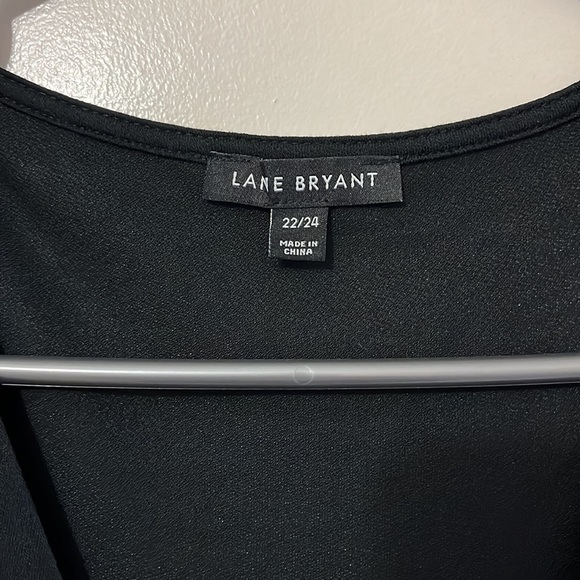 LANE BRYANT
22/24
MADE IN
CHINA